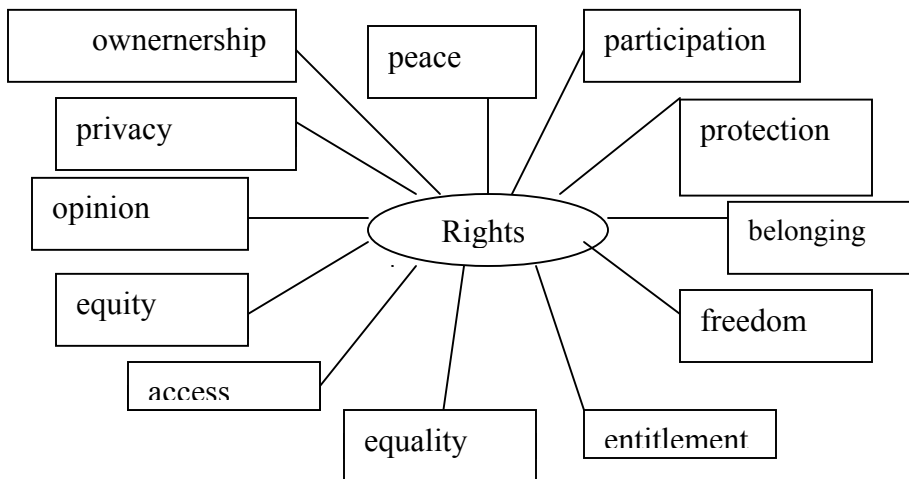 ownernership
peace
participation
privacy
protection
opinion
Rights
belonging
equity
freedom
access
equality
entitlement